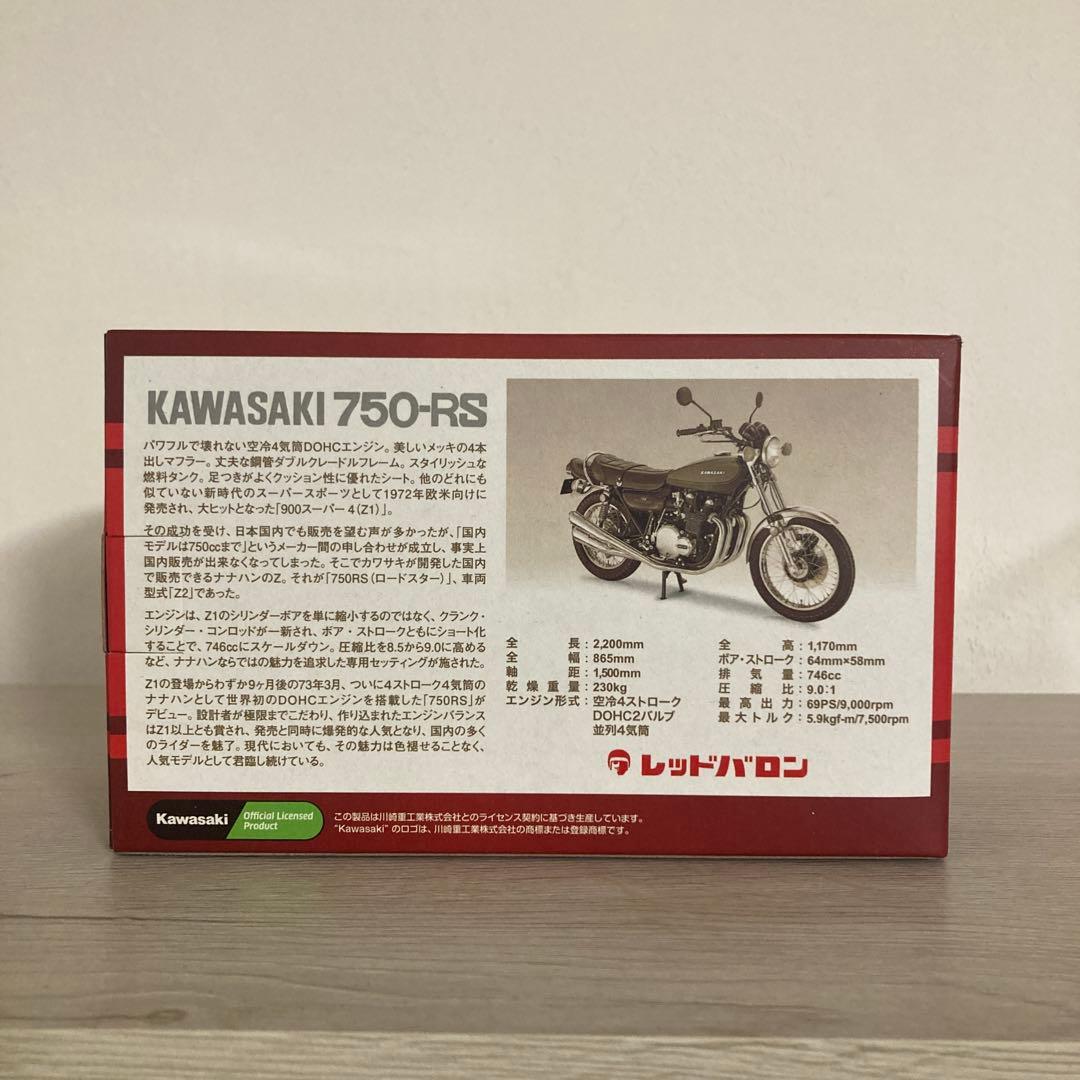 KAWASAKI 750-RS
パワフルで壊れない空冷4気筒DOHCエンジン。美しいメッキの4本
出しマフラー。丈夫な鋼管ダブルクレードルフレーム。スタイリッシュな
燃料タンク。足つきがよくクッション性に優れたシート。他のどれにも
似ていない新時代のスーパースポーツとして1972年欧米向けに
発売され、大ヒットとなった「900スーパー4(Z1)」。
その成功を受け、日本国内でも販売を望む声が多かったが、「国内
モデルは750ccまで」というメーカー間の申し合わせが成立し、事実上
国内販売が出来なくなってしまった。そこでカワサキが開発した国内
で販売できるナナハンのZ。それが「750RS(ロードスター)」、車両
型式「Z2」であった。
エンジンは、Z1のシリンダーボアを単に縮小するのではなく、クランク・
シリンダー・コンロッドが一新され、ボア・ストロークともにショート化
することで、746ccにスケールダウン。圧縮比を8.5から9.0に高める
など、ナナハンならではの魅力を追求した専用セッティングが施された。
Z1の登場からわずか9ヶ月後の73年3月、ついに4ストローク4気筒の
ナナハンとして世界初のDOHCエンジンを搭載した「750RS」が
デビュー。設計者が極限までこだわり、作り込まれたエンジンバランス
はZ1以上とも賞され、発売と同時に爆発的な人気となり、国内の多く
のライダーを魅了。現代においても、その魅力は色褪せることなく、
人気モデルとして君臨し続けている。
KAWASAKI
全長:2,200mm
全幅:865mm
軸距:1,500mm
乾燥重量:230kg
エンジン形式:空冷4ストローク
DOHC2バルブ
並列4気筒
全高:1,170mm
ボア・ストローク:64mm×58mm
排気量:746cc
圧縮比:9.0:1
最高出力:69PS/9,000rpm
最大トルク:5.9kgf-m/7,500rpm
レッドバロン
Kawasaki
Official Licensed
Product
この製品は川崎重工業株式会社とのライセンス契約に基づき生産しています。
"Kawasaki"のロゴは、川崎重工業株式会社の商標または登録商標です。